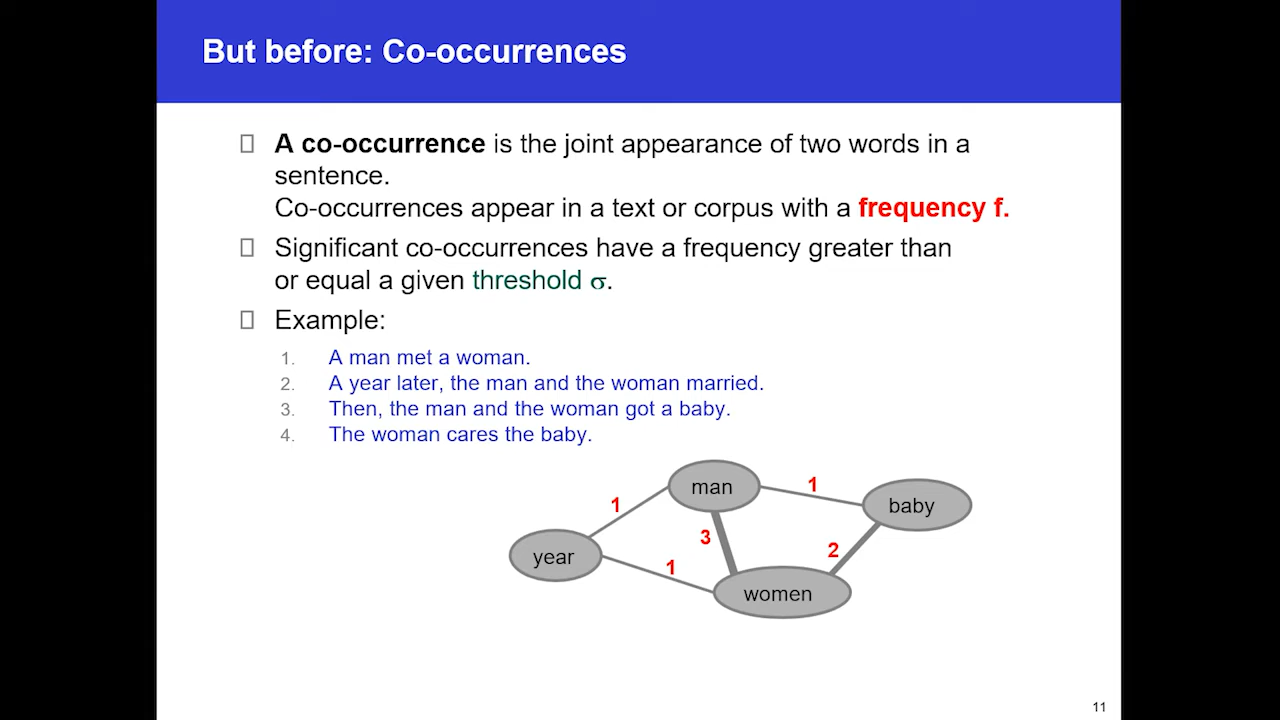 But before: Co-occurrences
A co-occurrence is the joint appearance of two words in a
sentence.
Co-occurrences appear in a text or corpus with a frequency f.
Significant co-occurrences have a frequency greater than
or equal a given threshold σ.
Example:
1. A man met a woman.
2. A year later, the man and the woman married.
3. Then, the man and the woman got a baby.
4. The woman cares the baby.
man
1
baby
1
3
2
year
1
women
11